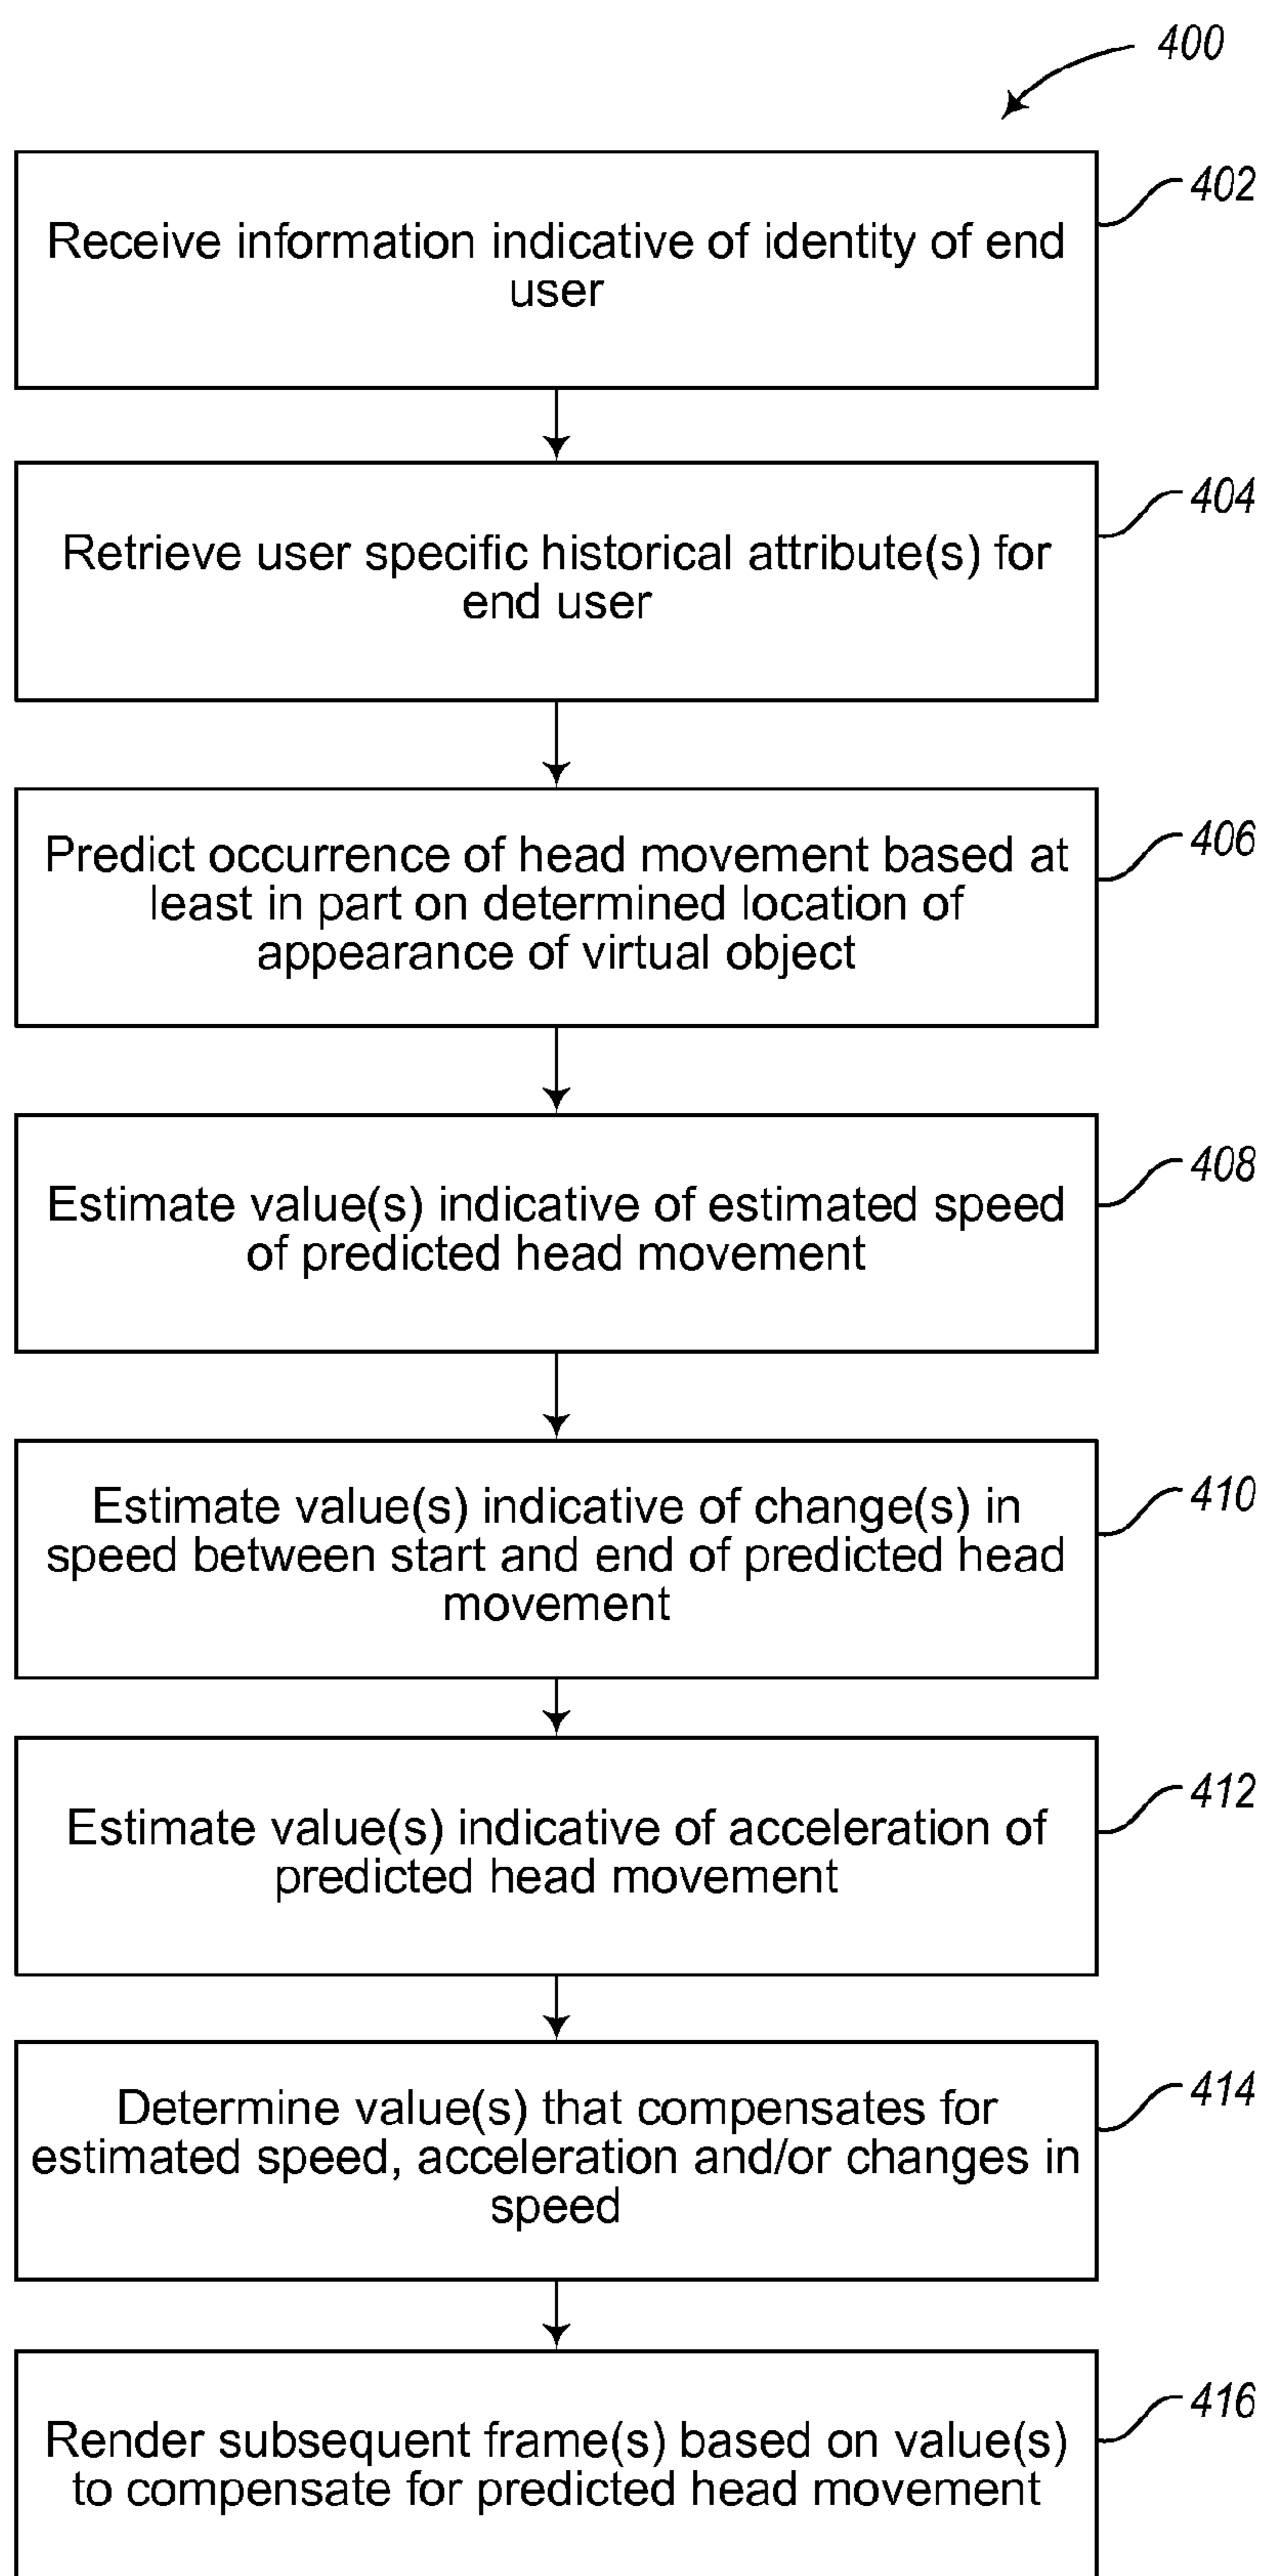 400
402
Receive information indicative of identity of end
user
404
Retrieve user specific historical attribute(s) for
end user
406
Predict occurrence of head movement based at
least in part on determined location of
appearance of virtual object
408
Estimate value(s) indicative of estimated speed
of predicted head movement
410
Estimate value(s) indicative of change(s) in
speed between start and end of predicted head
movement
412
Estimate value(s) indicative of acceleration of
predicted head movement
414
Determine value(s) that compensates for
estimated speed, acceleration and/or changes in
speed
416
Render subsequent frame(s) based on value(s)
to compensate for predicted head movement